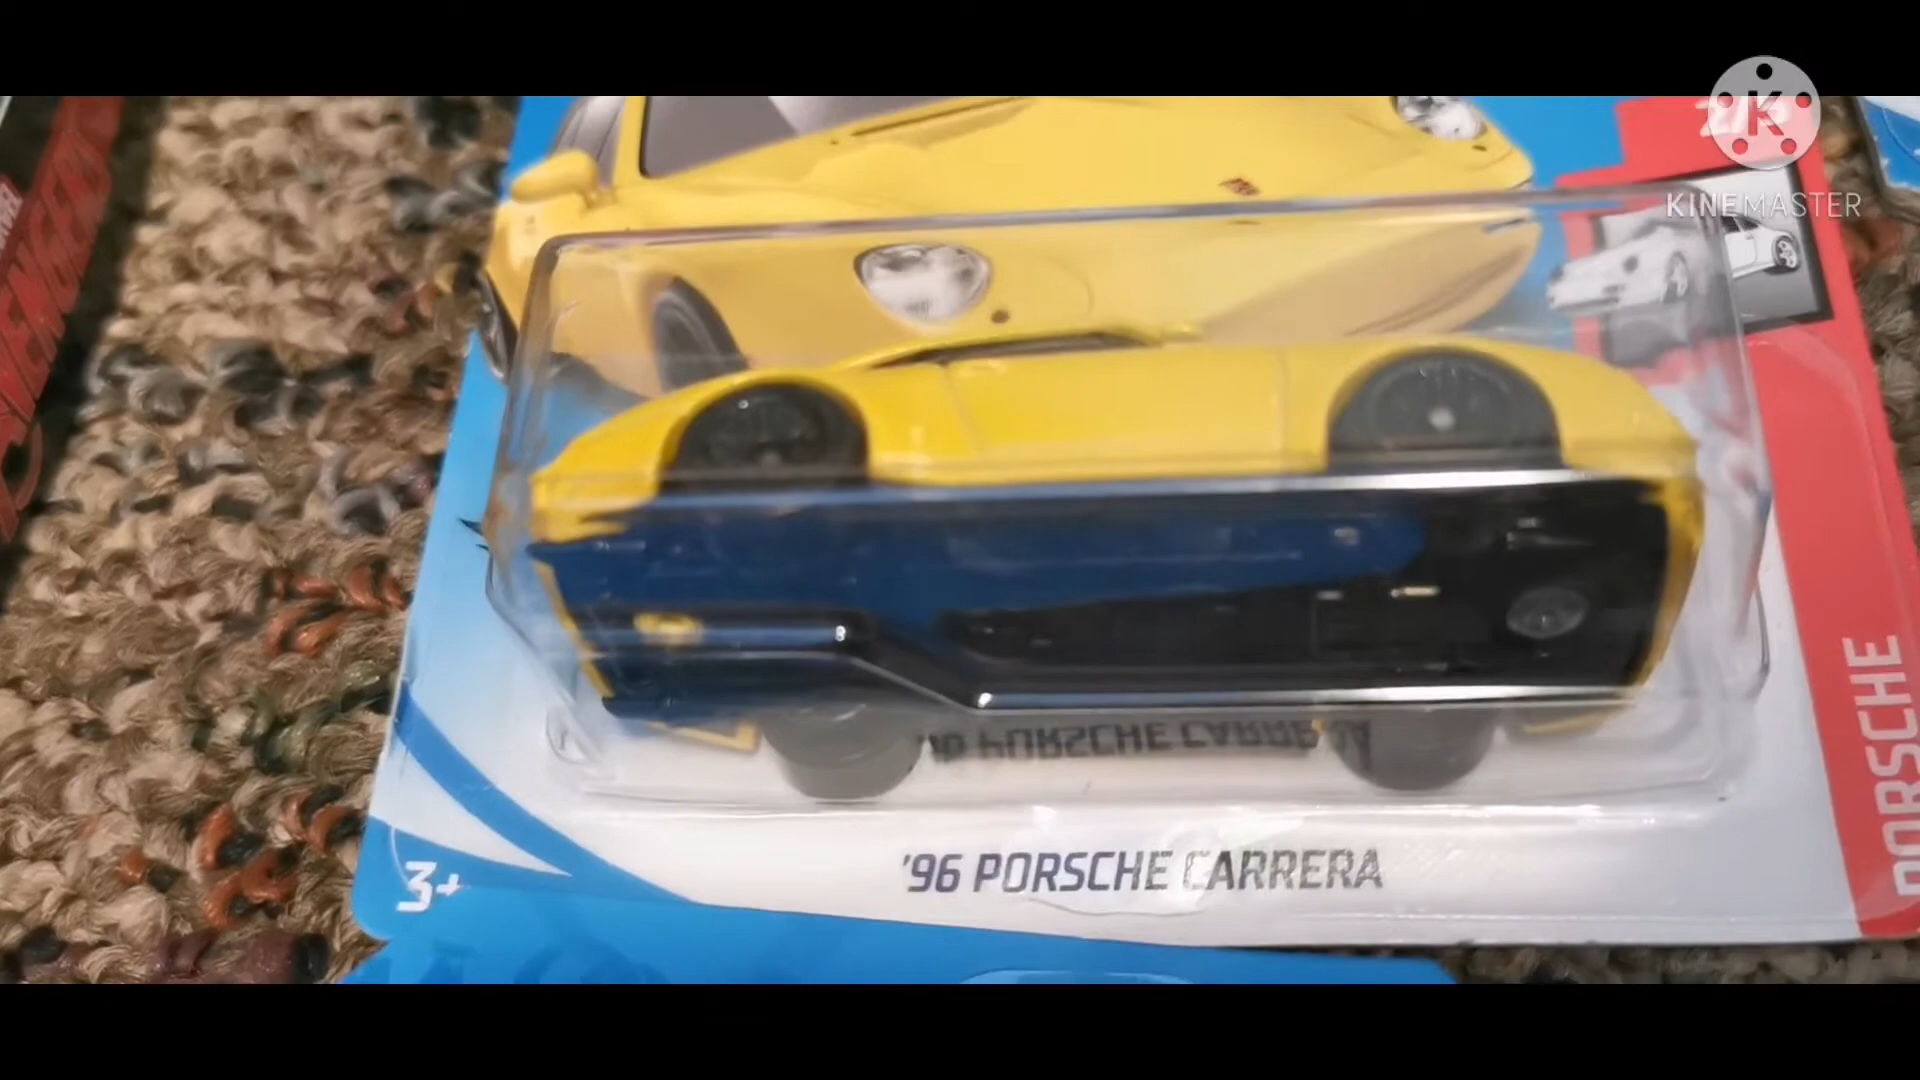 KINEMASTER
'96 PORSCHE CARRERA
3+
PORSCHE